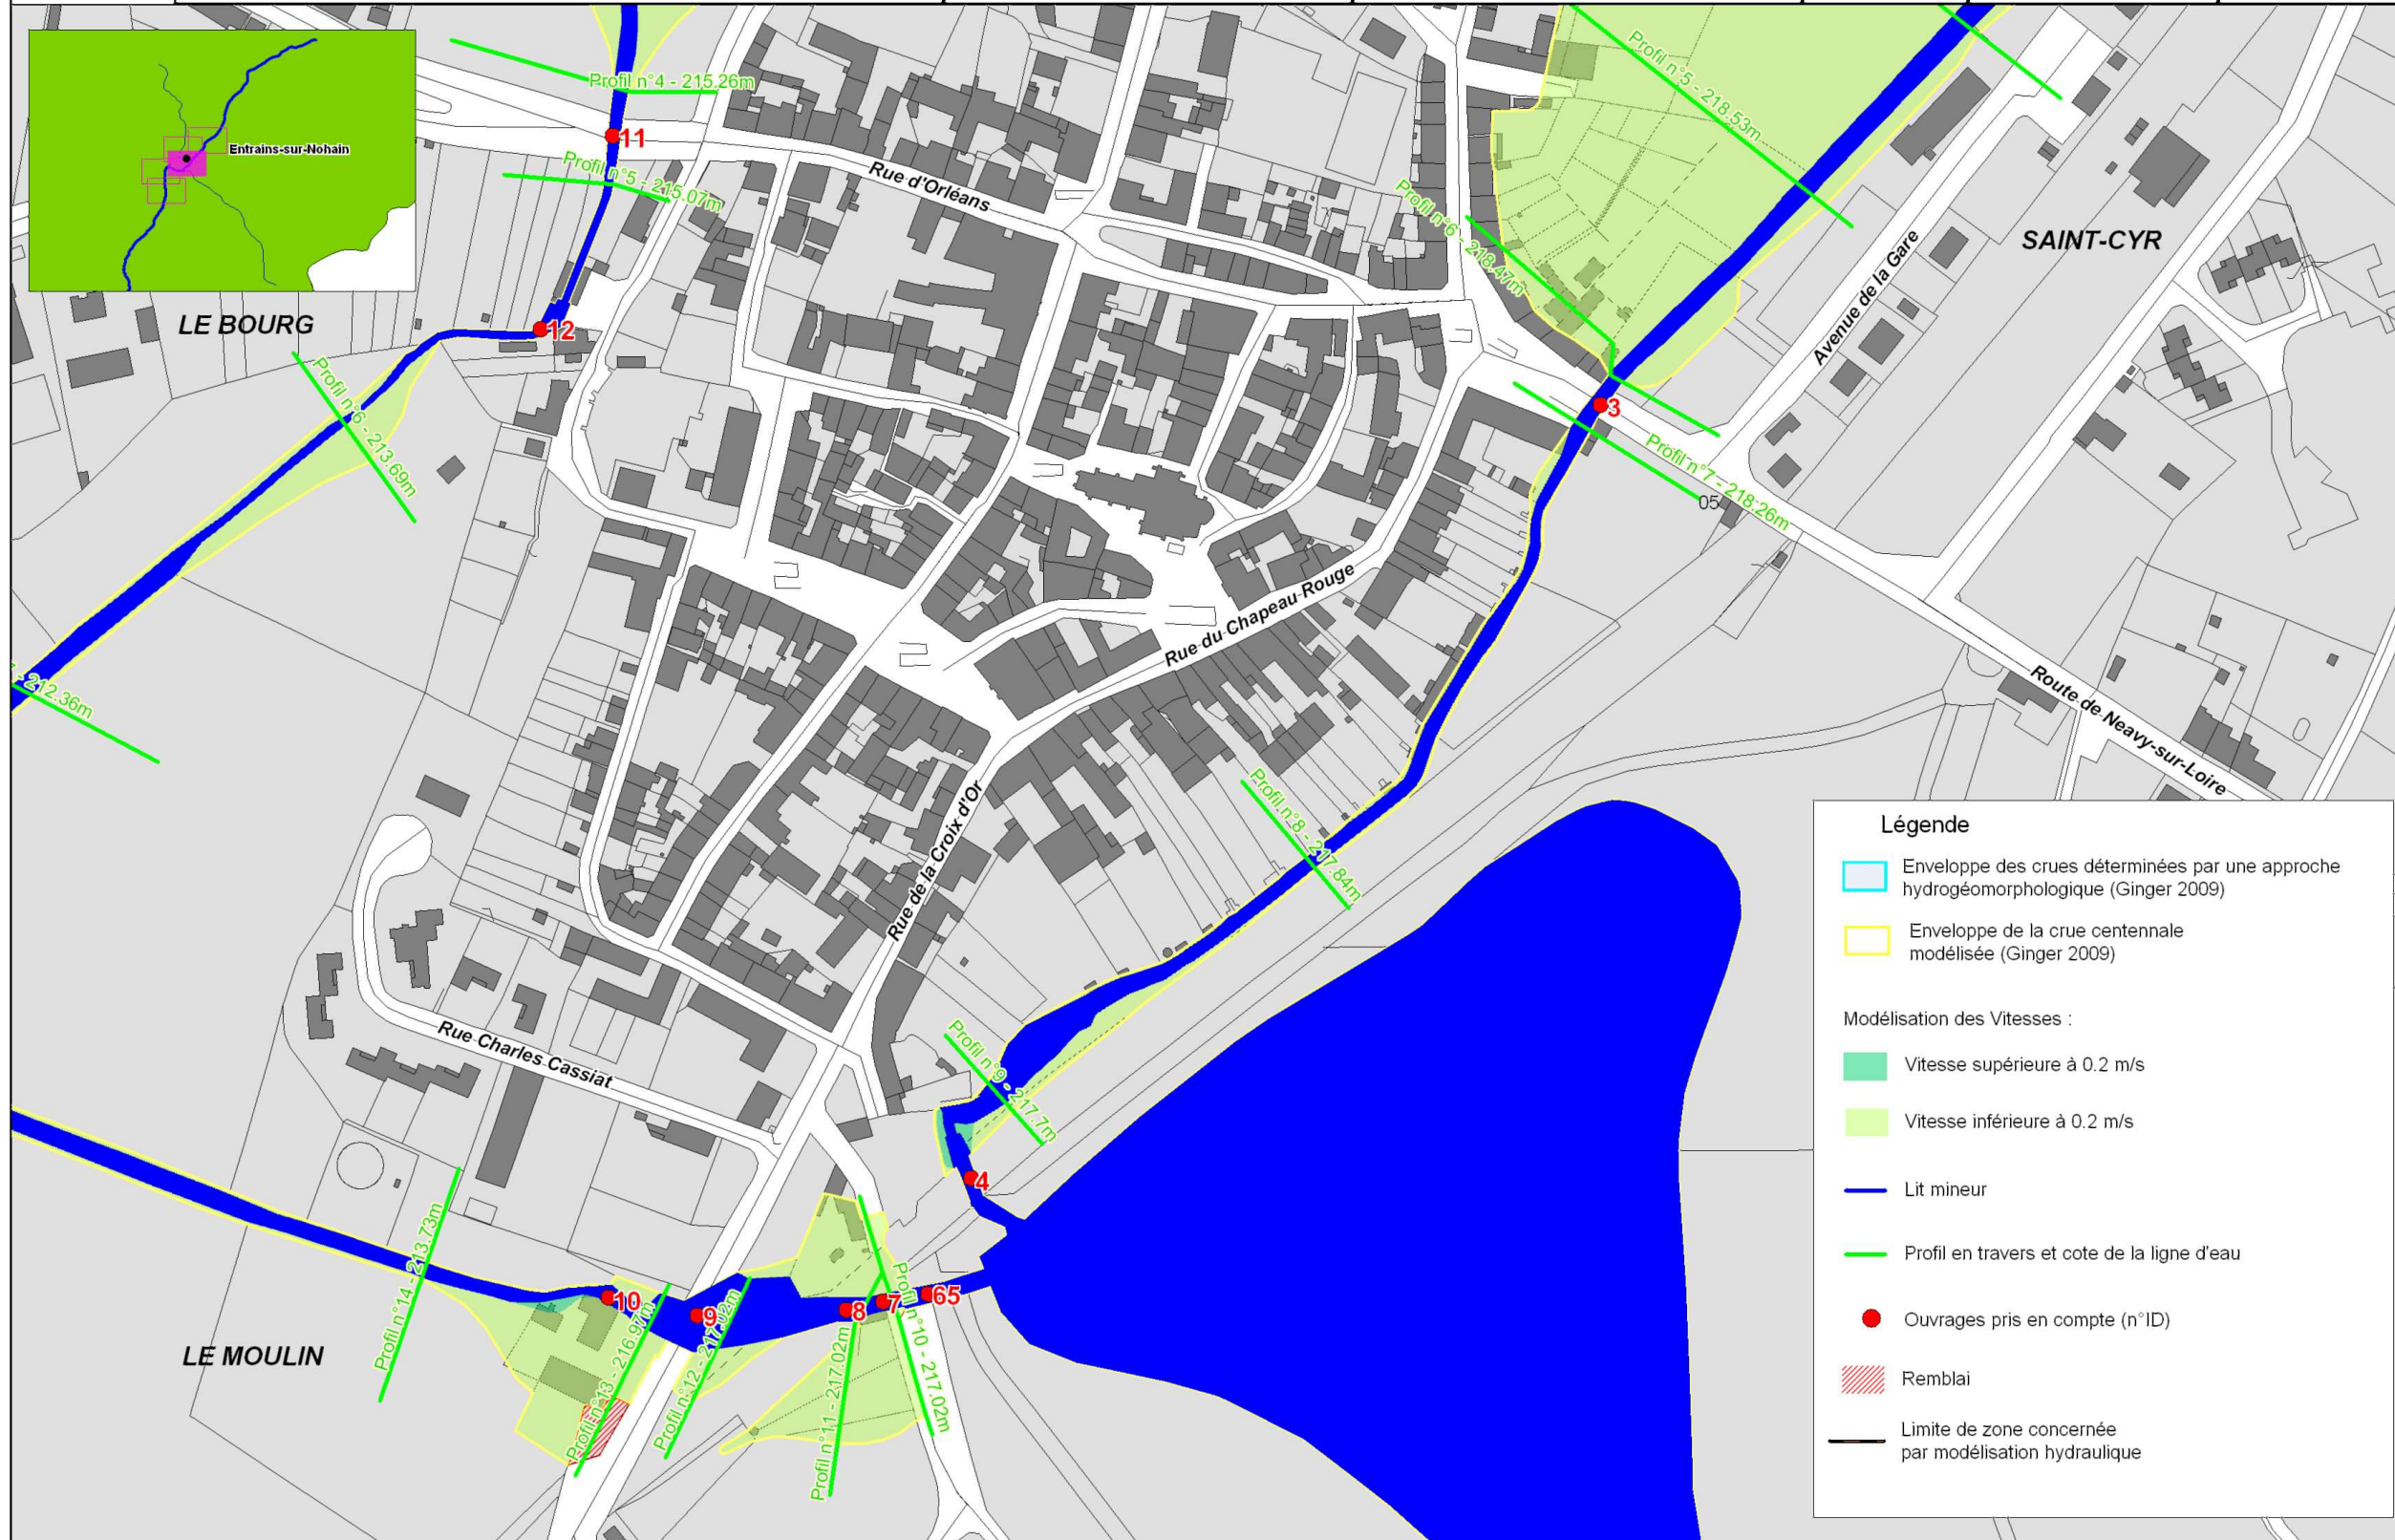 Entrains-sur-Nohain
Profil n°4 - 215.26m
11
Profil n°5 - 215.07m
Rue d'Orléans
Profil n°5 - 218.53m
Profil n°6 - 218.47m
Avenue de la Gare
SAINT-CYR
LE BOURG
12
Profil n°6 - 213.69m
3
Profil n°7 - 218.26m
05
Rue du Chapeau Rouge
- 212.36m
Route de Neavy-sur-Loire
Profil n°8 - 217.84m
Rue de la Croix d'Or
Rue Charles Cassiat
Profil n°9 - 217.7m
4
Profil n°14 - 213.73m
10
9
8
7
65
Profil n°13 - 216.97m
Profil n°12 - 217.02m
Profil n°11 - 217.02m
Profil n°10 - 217.02m
LE MOULIN
Légende
Enveloppe des crues déterminées par une approche
hydrogéomorphologique (Ginger 2009)
Enveloppe de la crue centennale
modélisée (Ginger 2009)
Modélisation des Vitesses :
Vitesse supérieure à 0.2 m/s
Vitesse inférieure à 0.2 m/s
Lit mineur
Profil en travers et cote de la ligne d'eau
Ouvrages pris en compte (n°ID)
Remblai
Limite de zone concernée
par modélisation hydraulique